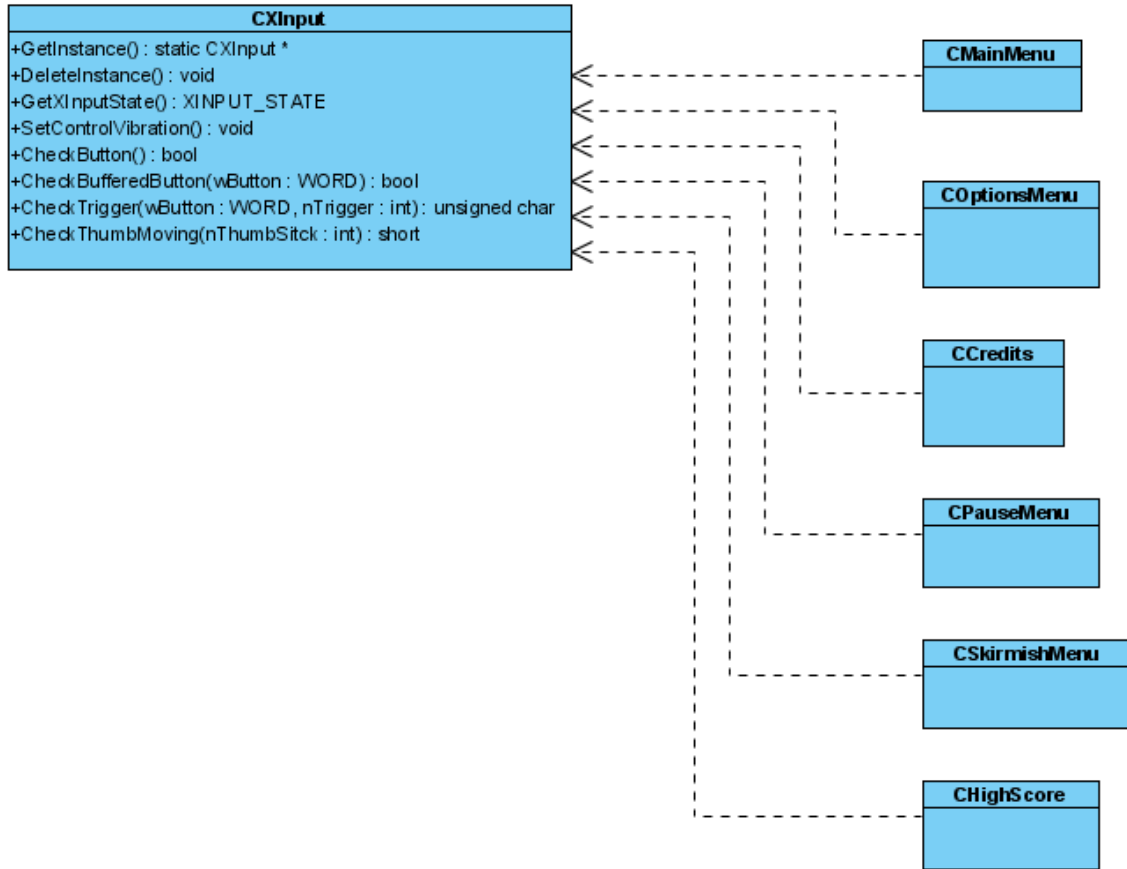 CXInput
+GetInstance() : static CXInput *
+DeleteInstance() : void
+GetXInputState() : XINPUT_STATE
+SetControlVibration() : void
+CheckButton() : bool
+CheckBufferedButton(wButton : WORD) : bool
+CheckTrigger(wButton : WORD, nTrigger : int) : unsigned char
+CheckThumbMoving(nThumbSitck : int) : short
CMainMenu
COptionsMenu
CCredits
CPauseMenu
CSkirmishMenu
CHighScore